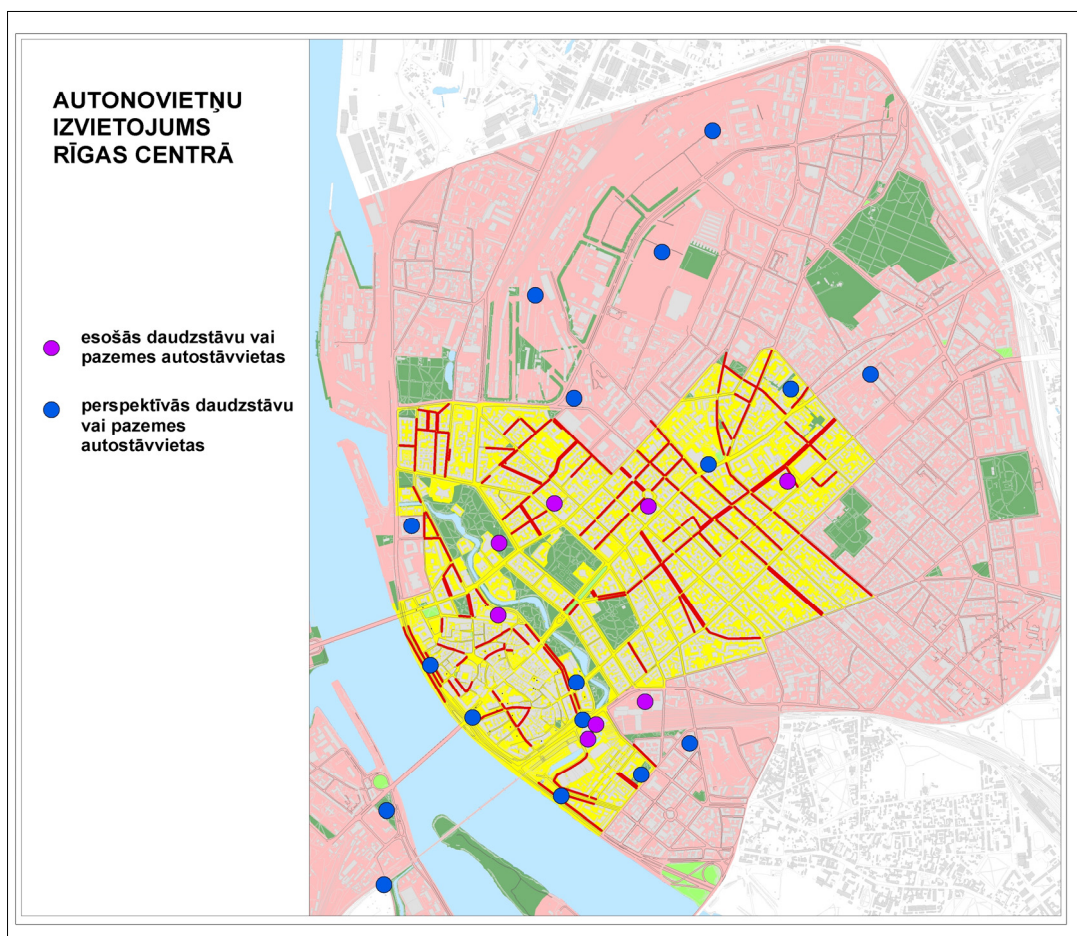 AUTONOVIETŅU
IZVIETOJUMS
RĪGAS CENTRĀ
esošās daudzstāvu vai
pazemes autostāvvietas
perspektīvās daudzstāvu
vai pazemes
autostāvvietas